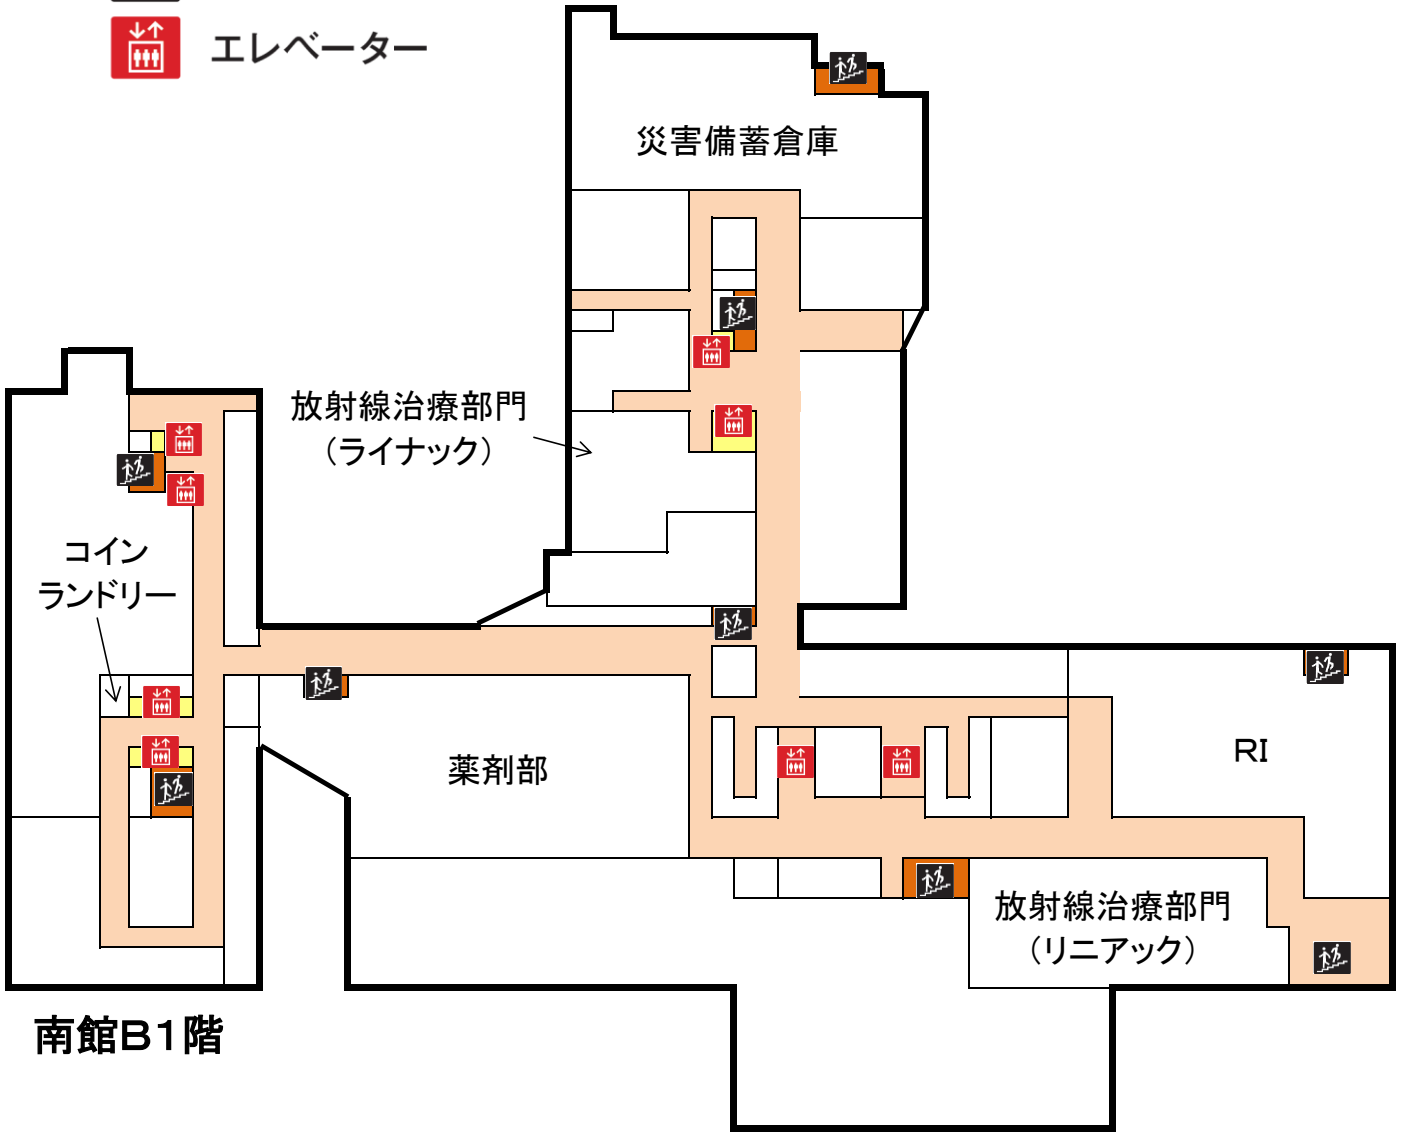 エレベーター
災害備蓄倉庫
放射線治療部門
（ライナック）
コイン
ランドリー
薬剤部
RI
放射線治療部門
（リニアック）
南館B1階